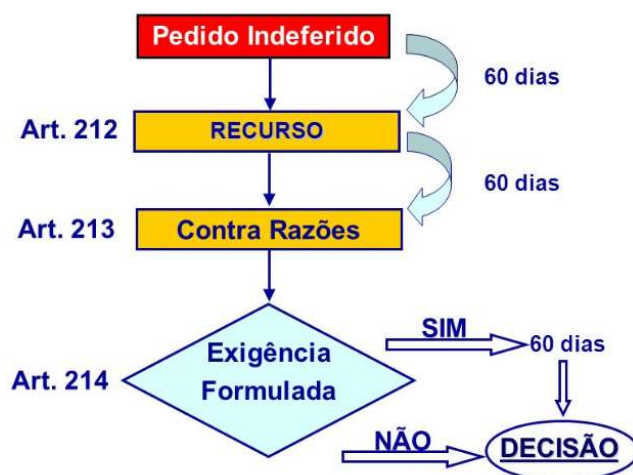 Pedido Indeferido
60 dias
Art. 212
RECURSO
60 dias
Art. 213
Contra Razões
Art. 214
Exigência
Formulada
SIM
60 dias
NÃO
DECISÃO